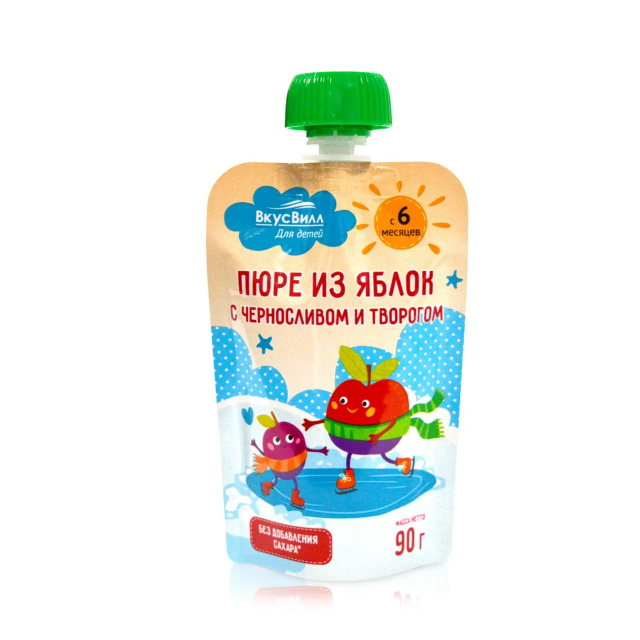 ВкусВилл
Для детей
с 6
месяцев
ПЮРЕ ИЗ ЯБЛОК
С ЧЕРНОСЛИВОМ И ТВОРОГОМ
БЕЗ ДОБАВЛЕНИЯ
САХАРА*
МАССА НЕТТО
90 г